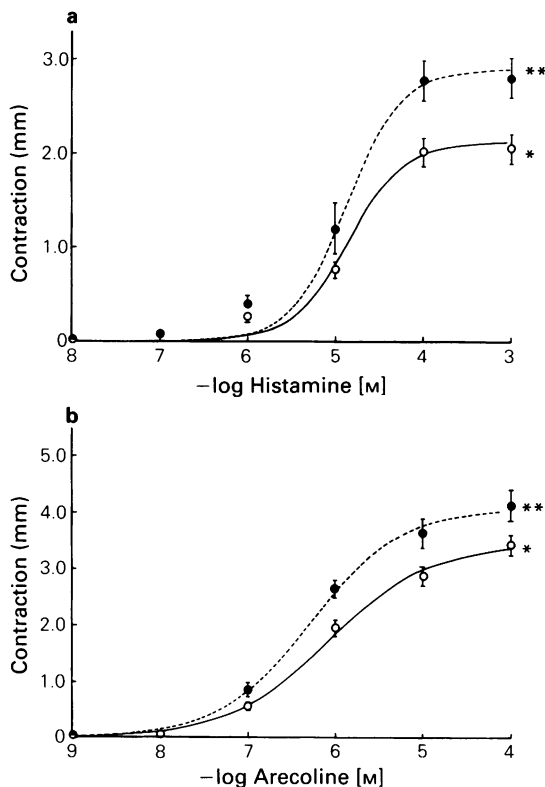 a
3.0
2.0
1.0
0
**
*
8 7 6 5 4 3
−log Histamine [M]
Contraction (mm)
b
5.0
4.0
3.0
2.0
1.0
0
**
*
9 8 7 6 5 4
−log Arecoline [M]
Contraction (mm)